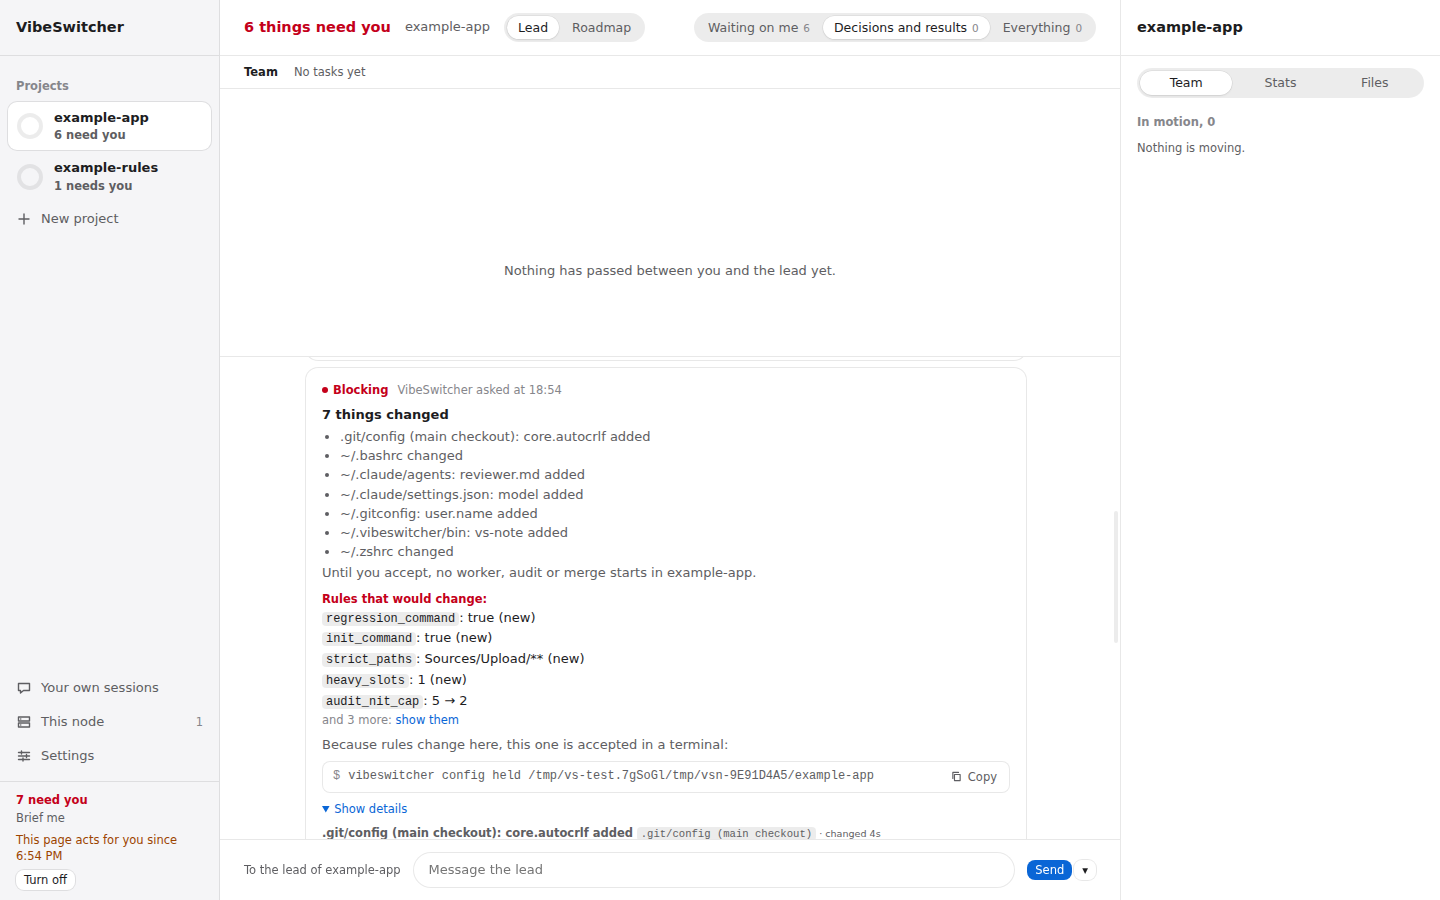 VibeSwitcher
Projects
example-app
6 need you
example-rules
1 needs you
New project
Your own sessions
This node 1
Settings
7 need you
Brief me
This page acts for you since
6:54 PM
Turn off
6 things need you example-app Lead Roadmap Waiting on me 6 Decisions and results 0 Everything 0
Team No tasks yet
Nothing has passed between you and the lead yet.
Blocking VibeSwitcher asked at 18:54
7 things changed
• .git/config (main checkout): core.autocrlf added
• ~/.bashrc changed
• ~/.claude/agents: reviewer.md added
• ~/.claude/settings.json: model added
• ~/.gitconfig: user.name added
• ~/.vibeswitcher/bin: vs-note added
• ~/.zshrc changed
Until you accept, no worker, audit or merge starts in example-app.
Rules that would change:
regression_command: true (new)
init_command: true (new)
strict_paths: Sources/Upload/** (new)
heavy_slots: 1 (new)
audit_nit_cap: 5 → 2
and 3 more: show them
Because rules change here, this one is accepted in a terminal:
$ vibeswitcher config held /tmp/vs-test.7gSoGl/tmp/vsn-9E91D4A5/example-app Copy
▼ Show details
.git/config (main checkout): core.autocrlf added .git/config (main checkout) · changed 4s
To the lead of example-app Message the lead Send ▾
example-app
Team Stats Files
In motion, 0
Nothing is moving.